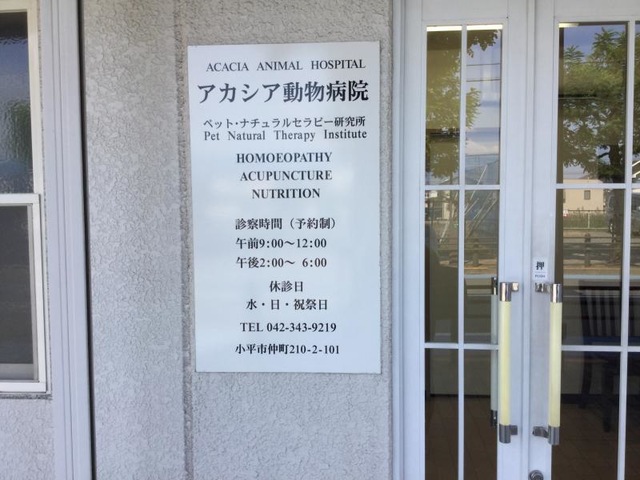 ACACIA ANIMAL HOSPITAL
アカシア動物病院
ペット・ナチュラルセラピー研究所
Pet Natural Therapy Institute
HOMOEOPATHY
ACUPUNCTURE
NUTRITION
診察時間（予約制）
午前9:00〜12:00
午後2:00〜 6:00
休診日
水・日・祝祭日
TEL 042-343-9219
小平市仲町210-2-101
押